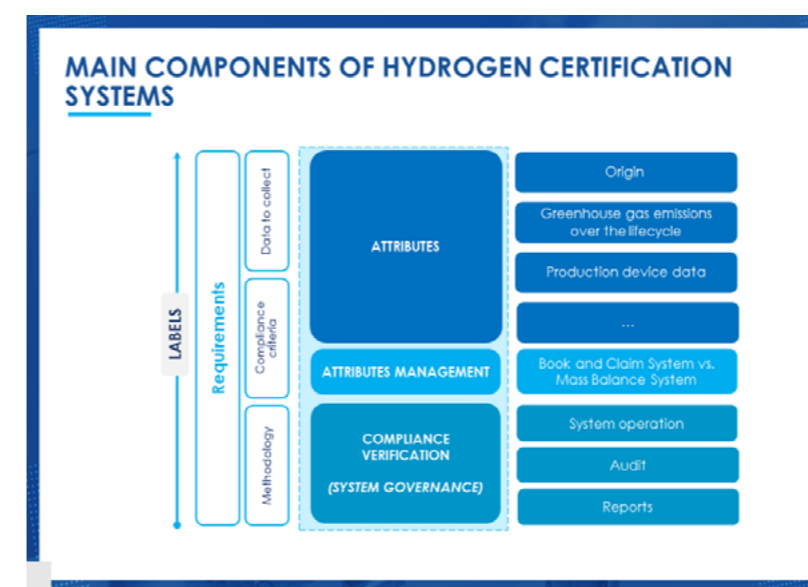 MAIN COMPONENTS OF HYDROGEN CERTIFICATION
SYSTEMS
LABELS
Requirements
Data to collect
Compliance
criteria
Methodology
ATTRIBUTES
ATTRIBUTES MANAGEMENT
COMPLIANCE
VERIFICATION
(SYSTEM GOVERNANCE)
Origin
Greenhouse gas emissions
over the lifecycle
Production device data
...
Book and Claim System vs.
Mass Balance System
System operation
Audit
Reports